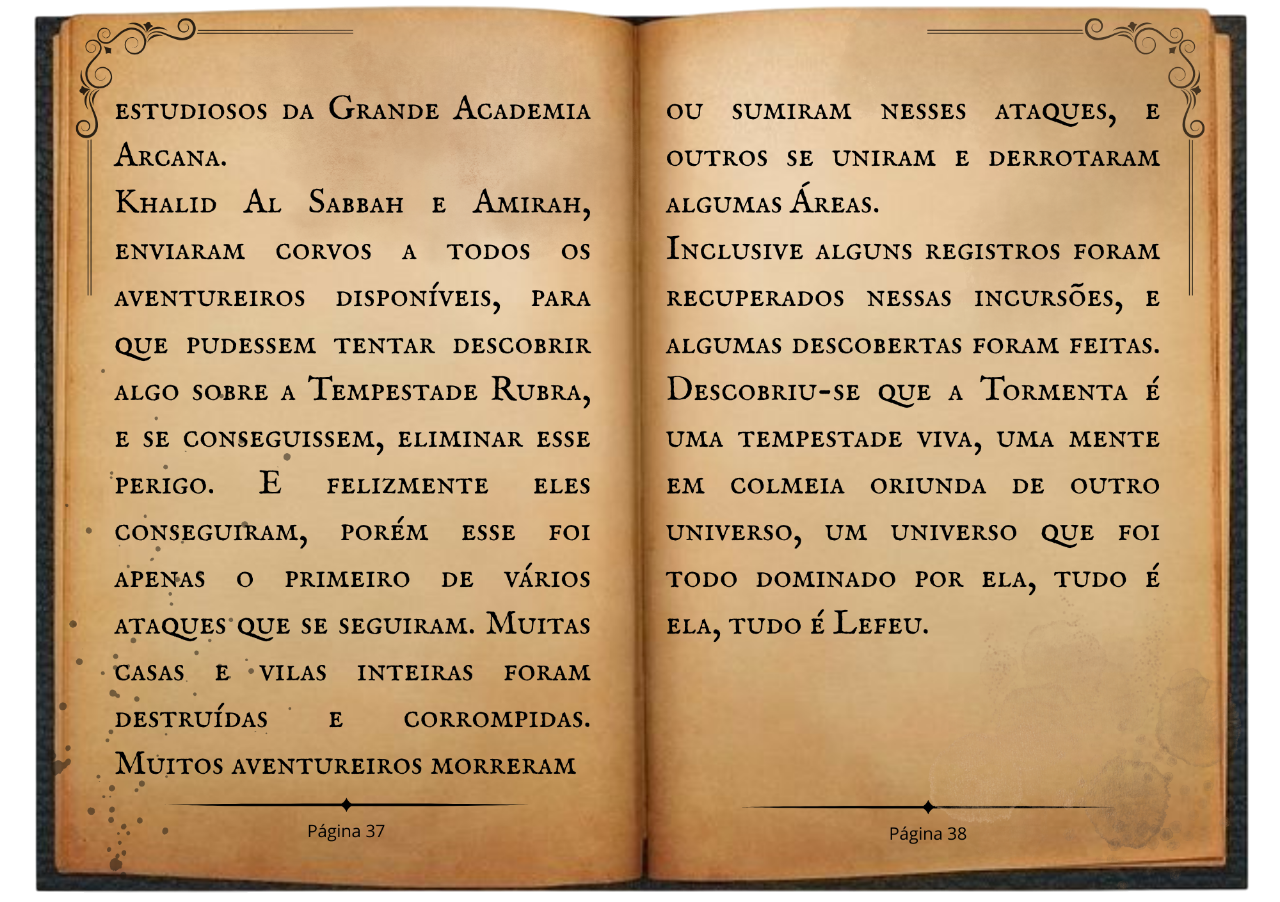 estudiosos da Grande Academia
Arcana.
Khalid Al Sabbah e Amirah,
enviaram corvos a todos os
aventureiros disponíveis, para
que pudessem tentar descobrir
algo sobre a Tempestade Rubra,
e se conseguissem, eliminar esse
perigo. E felizmente eles
conseguiram, porém esse foi
apenas o primeiro de vários
ataques que se seguiram. Muitas
casas e vilas inteiras foram
destruídas e corrompidas.
Muitos aventureiros morreram
Página 37
ou sumiram nesses ataques, e
outros se uniram e derrotaram
algumas Áreas.
Inclusive alguns registros foram
recuperados nessas incursões, e
algumas descobertas foram feitas.
Descobriu-se que a Tormenta é
uma tempestade viva, uma mente
em colmeia oriunda de outro
universo, um universo que foi
todo dominado por ela, tudo é
ela, tudo é Lefeu.
Página 38